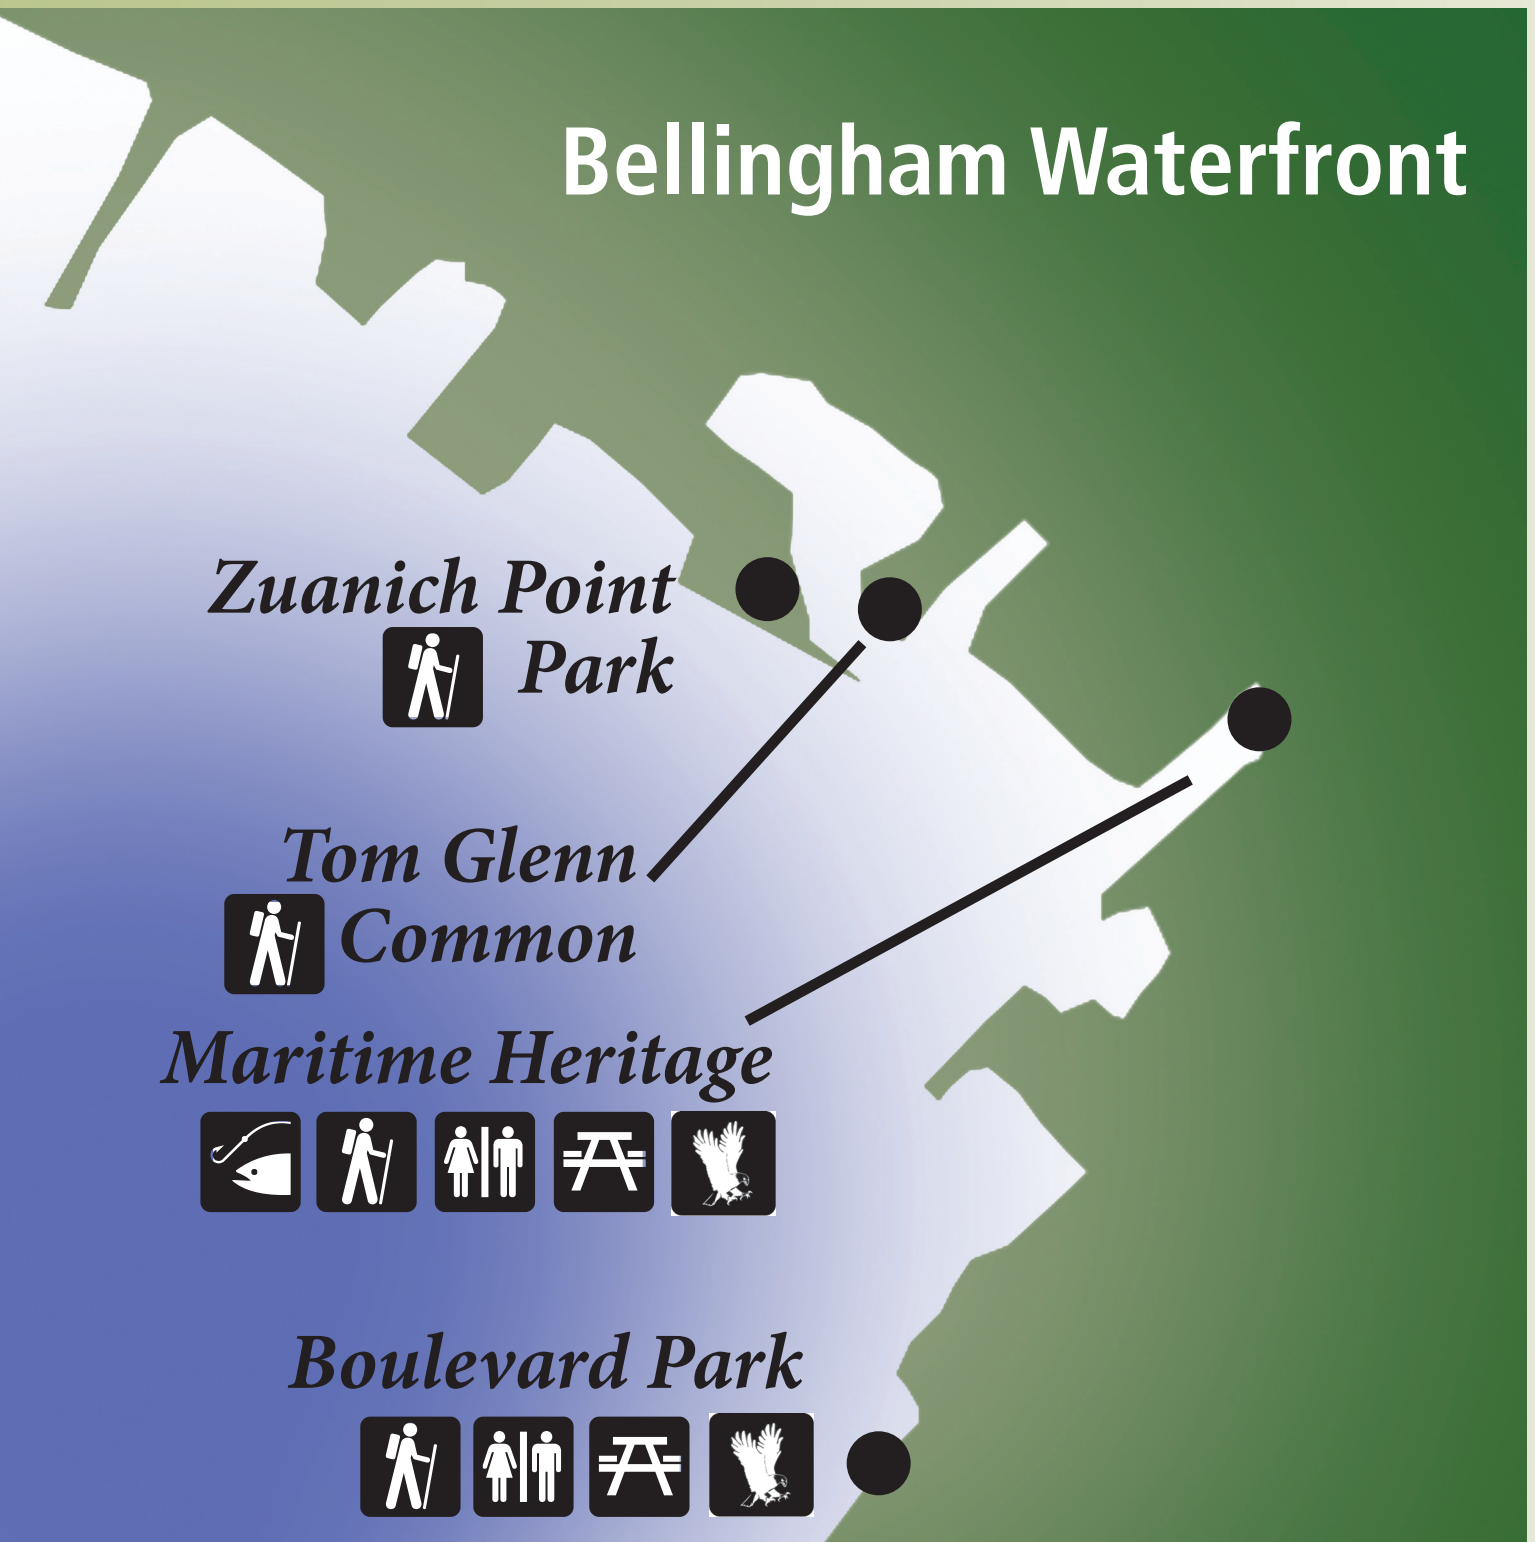 Bellingham Waterfront
Zuanich Point
Park
Tom Glenn
Common
Maritime Heritage
Boulevard Park